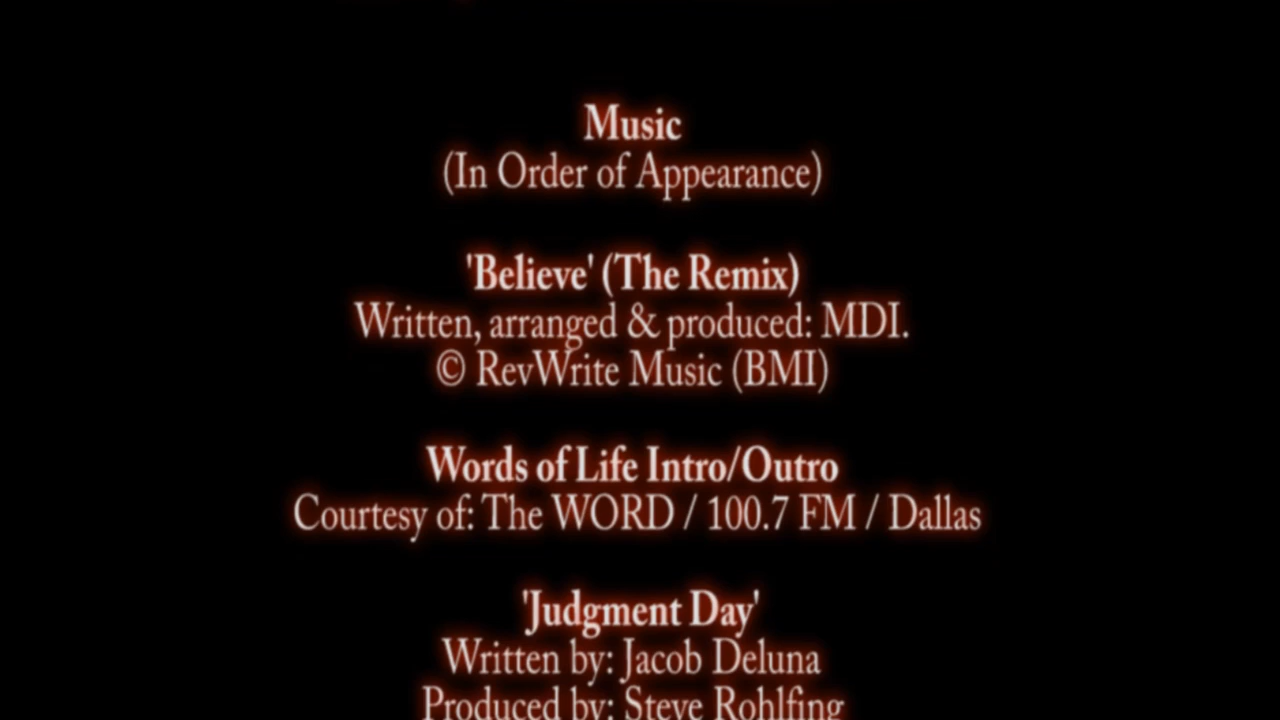 Music
(In Order of Appearance)
'Believe' (The Remix)
Written, arranged & produced: MDI.
© RevWrite Music (BMI)
Words of Life Intro/Outro
Courtesy of: The WORD / 100.7 FM / Dallas
'Judgment Day'
Written by: Jacob Deluna
Produced by: Steve Rohlfing